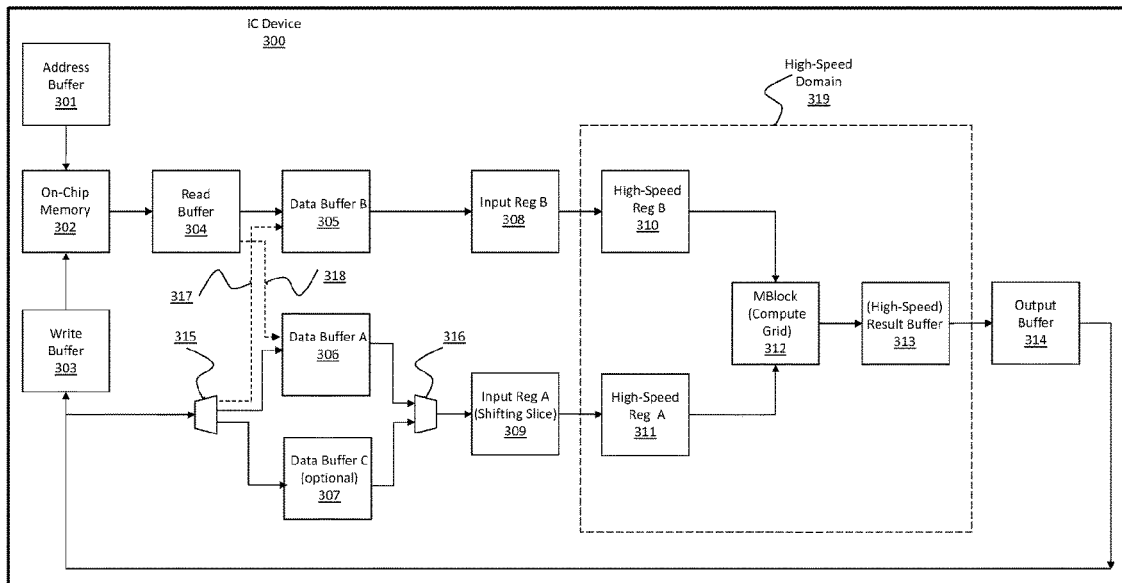 iC Device
300
Address
Buffer
301
High-Speed
Domain
319
On-Chip
Memory
302
Read
Buffer
304
Data Buffer B
305
Input Reg B
308
High-Speed
Reg B
310
317
318
Write
Buffer
303
315
Data Buffer A
306
316
MBlock
(Compute
Grid)
312
(High-Speed)
Result Buffer
313
Output
Buffer
314
Input Reg A
(Shifting Slice)
309
High-Speed
Reg  A
311
Data Buffer C
(optional)
307